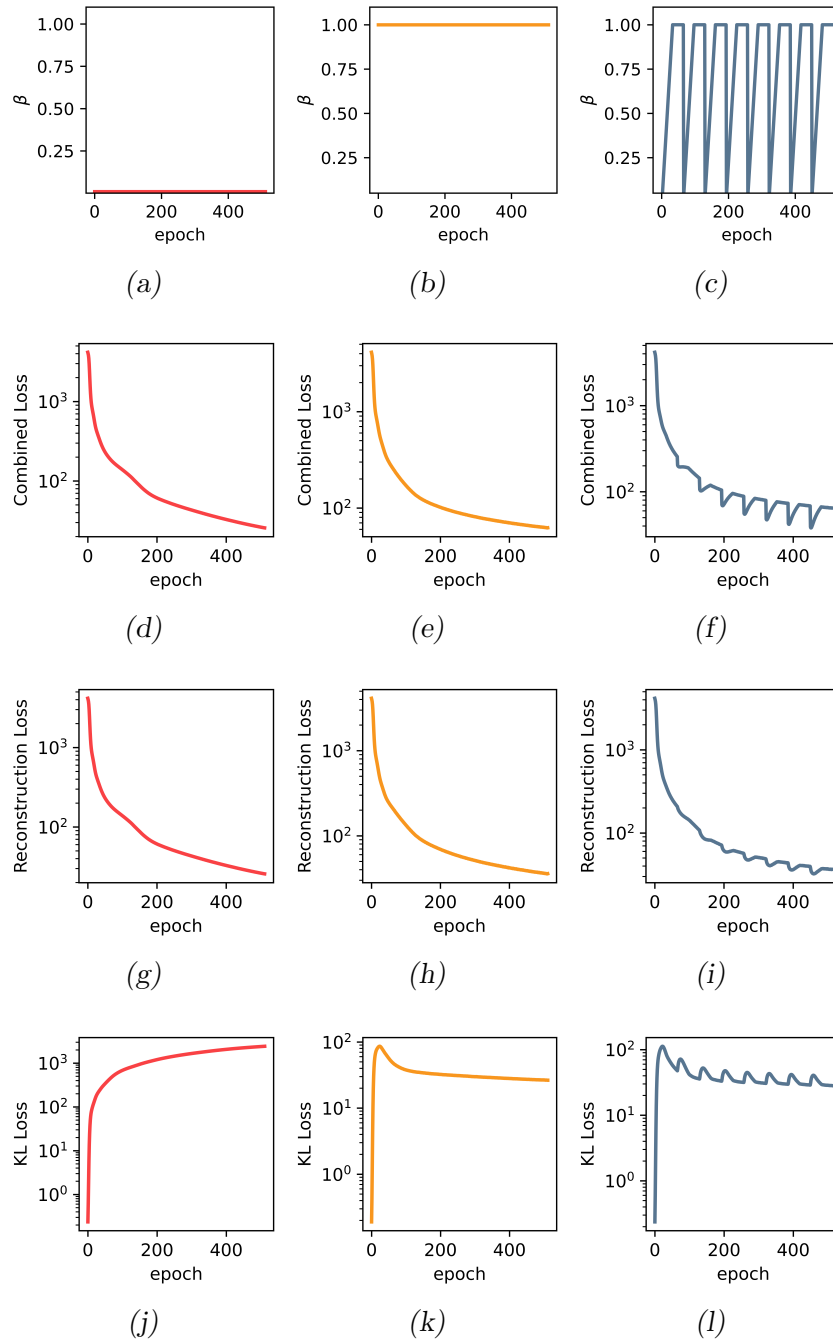 1.00
0.75
0.50
0.25
β
0
200
400
epoch
(a)
1.00
0.75
0.50
0.25
β
0
200
400
epoch
(b)
1.00
0.75
0.50
0.25
β
0
200
400
epoch
(c)
10³
10²
Combined Loss
0
200
400
epoch
(d)
10³
10²
Combined Loss
0
200
400
epoch
(e)
10³
10²
Combined Loss
0
200
400
epoch
(f)
10³
10²
Reconstruction Loss
0
200
400
epoch
(g)
10³
10²
Reconstruction Loss
0
200
400
epoch
(h)
10³
10²
Reconstruction Loss
0
200
400
epoch
(i)
10³
10²
10¹
10⁰
KL Loss
0
200
400
epoch
(j)
10²
10¹
10⁰
KL Loss
0
200
400
epoch
(k)
10²
10¹
10⁰
KL Loss
0
200
400
epoch
(l)